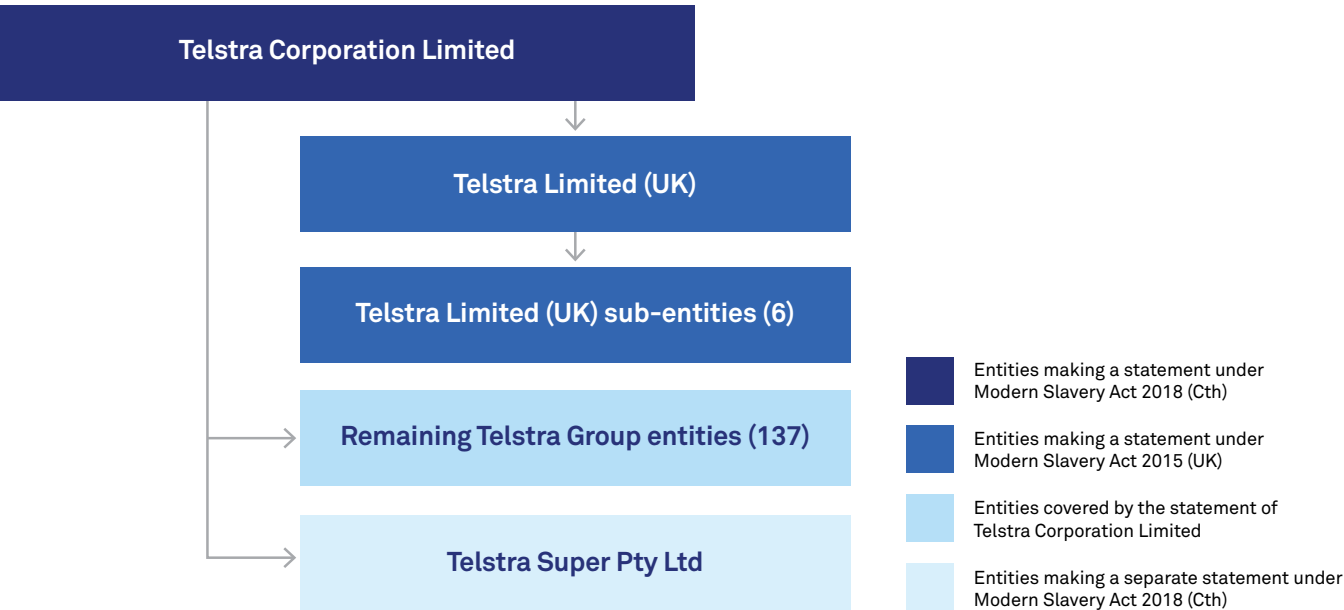 Telstra Corporation Limited
Telstra Limited (UK)
Telstra Limited (UK) sub-entities (6)
Remaining Telstra Group entities (137)
Telstra Super Pty Ltd
Entities making a statement under
Modern Slavery Act 2018 (Cth)
Entities making a statement under
Modern Slavery Act 2015 (UK)
Entities covered by the statement of
Telstra Corporation Limited
Entities making a separate statement under
Modern Slavery Act 2018 (Cth)